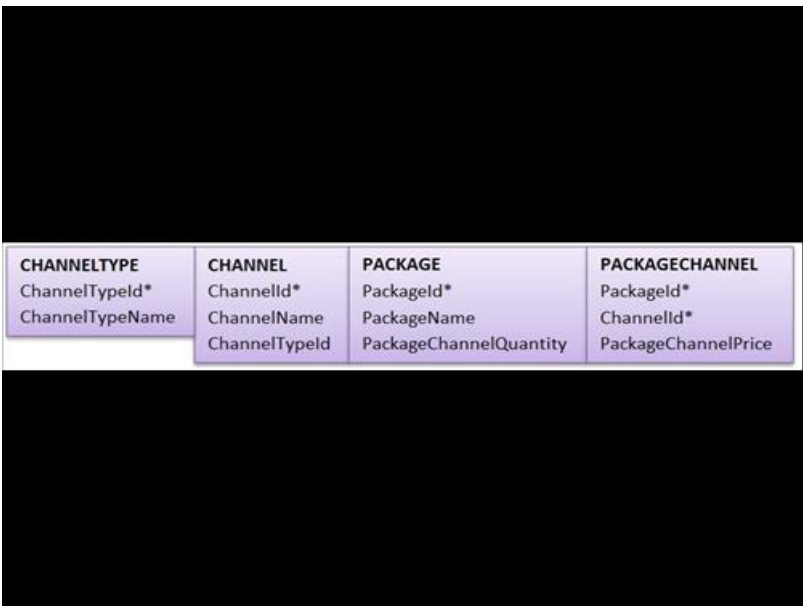 CHANNELTYPE
ChannelTypeId*
ChannelTypeName
CHANNEL
ChannelId*
ChannelName
ChannelTypeId
PACKAGE
PackageId*
PackageName
PackageChannelQuantity
PACKAGECHANNEL
PackageId*
ChannelId*
PackageChannelPrice